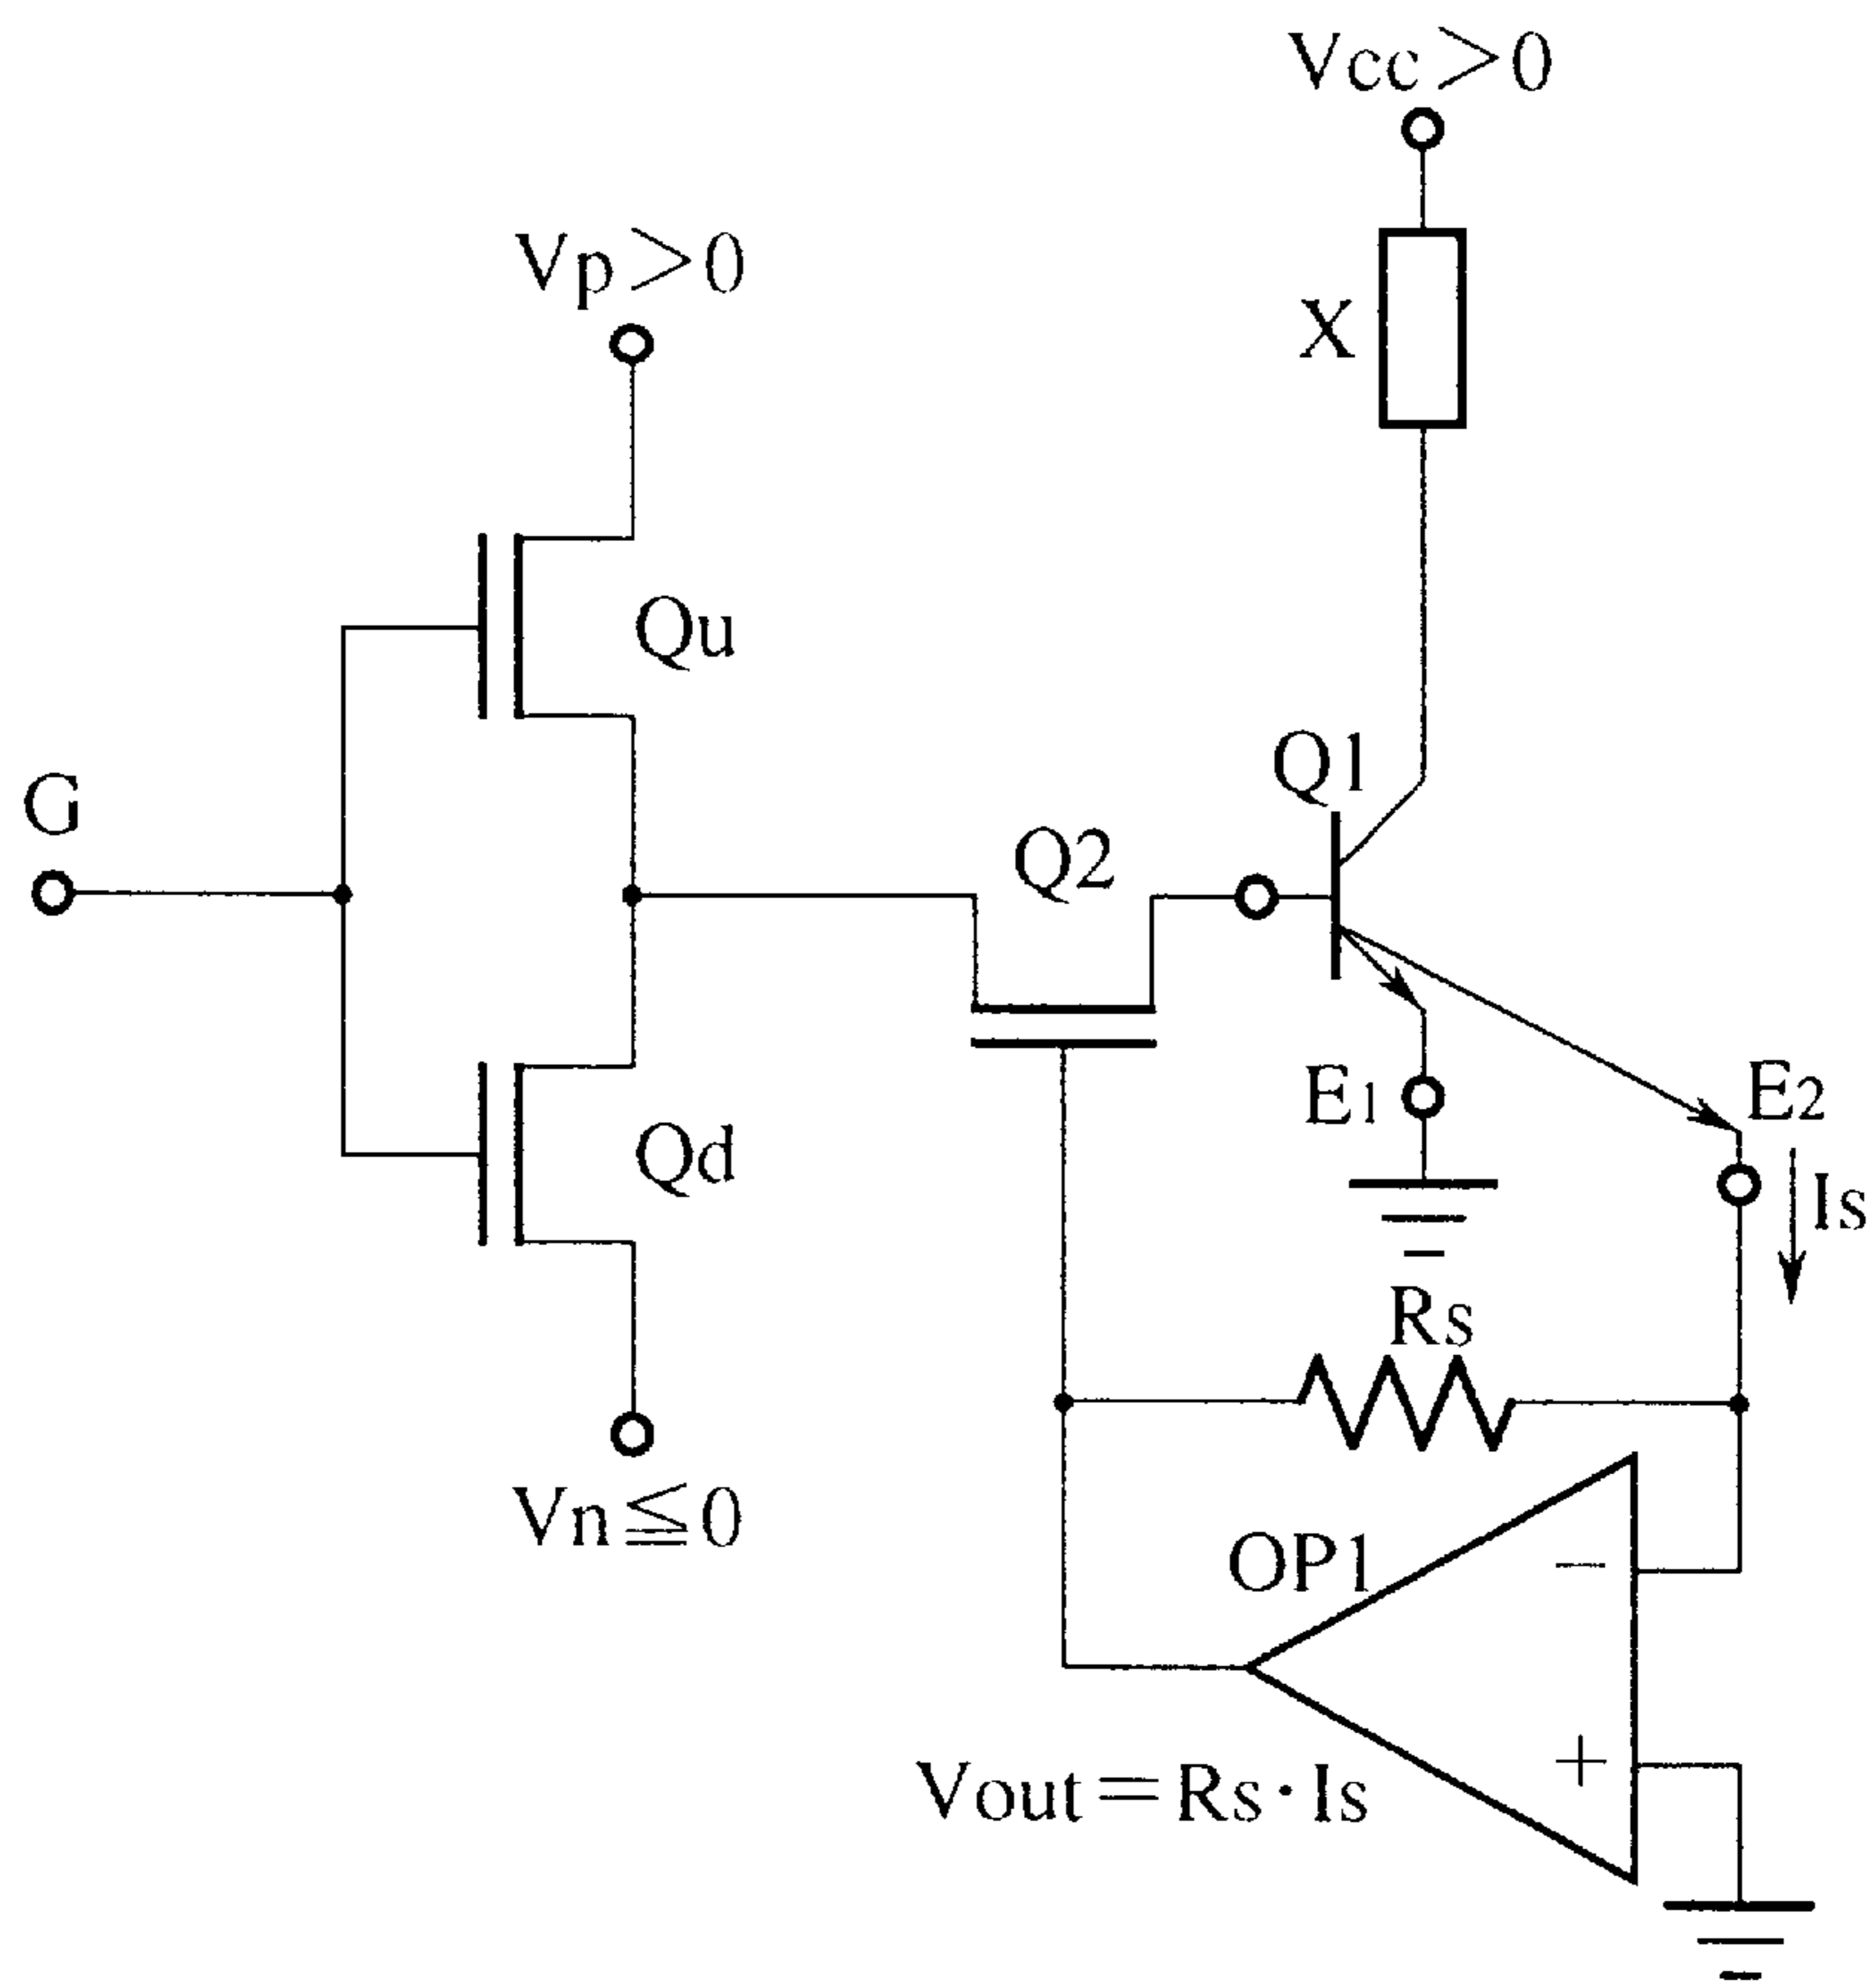 Vcc>0
Vp>0
X
Qu
Q1
G
Q2
E1
E2
Qd
Is
Rs
Vn≦0
OP1
−
+
Vout=Rs·Is